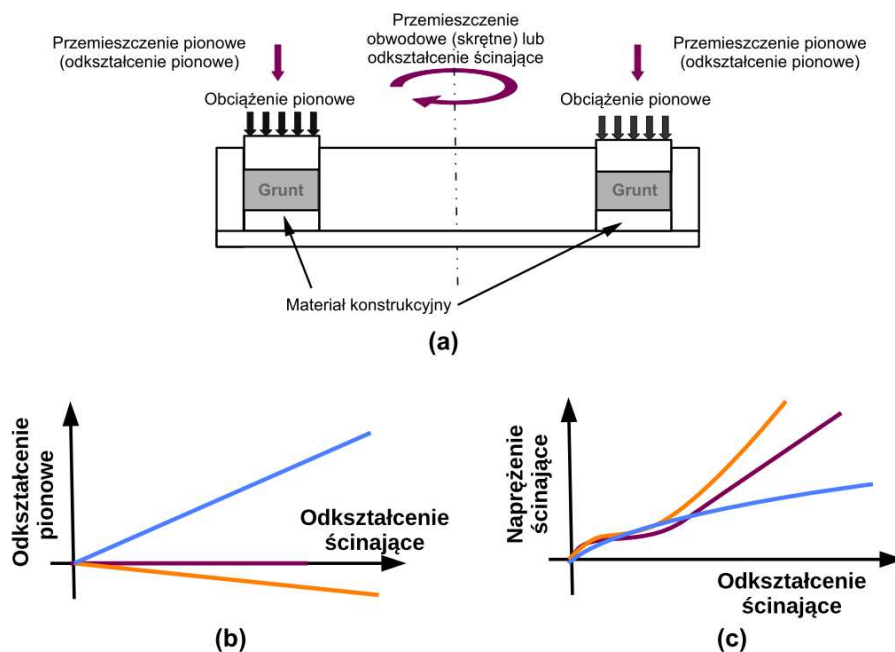 Przemieszczenie pionowe
(odkształcenie pionowe)
Przemieszczenie
obwodowe (skrętne) lub
odkształcenie ścinające
Przemieszczenie pionowe
(odkształcenie pionowe)
Obciążenie pionowe
Obciążenie pionowe
Grunt
Grunt
Materiał konstrukcyjny
(a)
Odkształcenie
pionowe
Odkształcenie
ścinające
(b)
Naprężenie
ścinające
Odkształcenie
ścinające
(c)